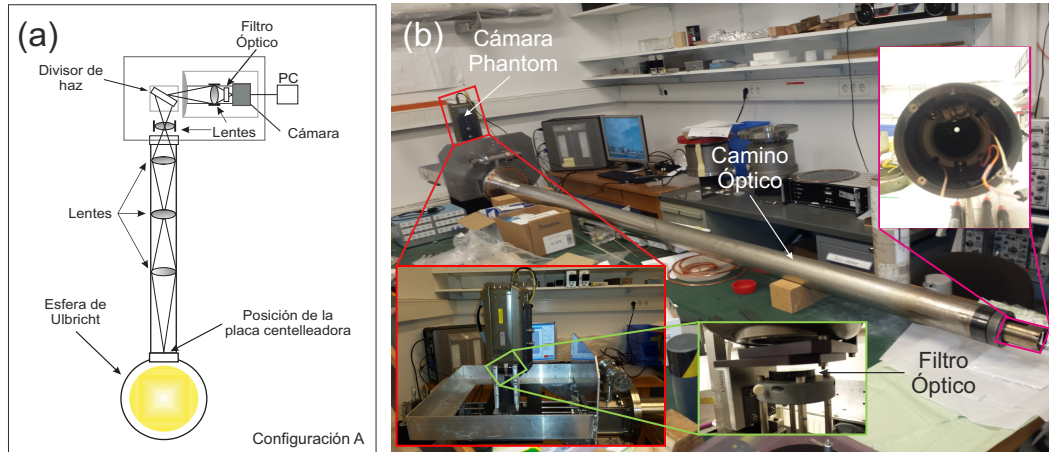 (a)
Filtro
Óptico
Divisor de
haz
PC
Lentes
Cámara
Lentes
Esfera de
Ulbricht
Posición de la
placa centelleadora
Configuración A
(b)
Cámara
Phantom
Camino
Óptico
Filtro
Óptico